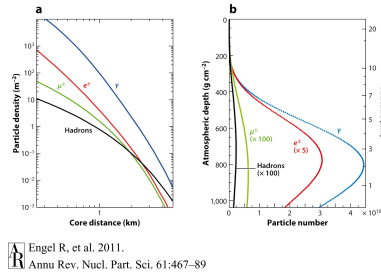 a
b
Particle density (m⁻²)
10³
10²
10
1
10⁻¹
10⁻²
10⁻³
γ
e±
μ±
Hadrons
1
Core distance (km)
Atmospheric depth (g cm⁻²)
0
200
400
600
800
1,000
μ±
(× 100)
e±
(× 5)
γ
Hadrons
(× 100)
20
10
7
5
3
1
0
1
2
3
4 × 10¹⁰
Particle number
AR
Engel R, et al. 2011.
Annu Rev. Nucl. Part. Sci. 61:467–89